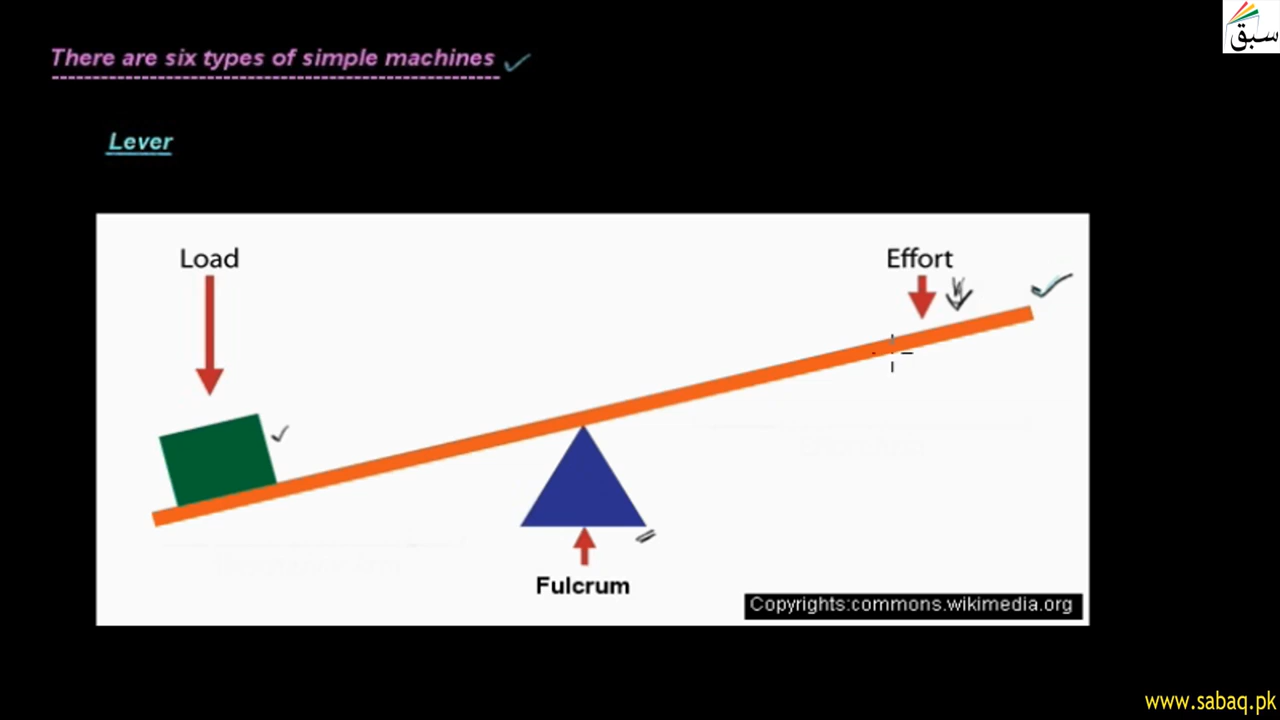 سبق
There are six types of simple machines
Lever
Load
Effort
Fulcrum
Copyrights:commons.wikimedia.org
www.sabaq.pk